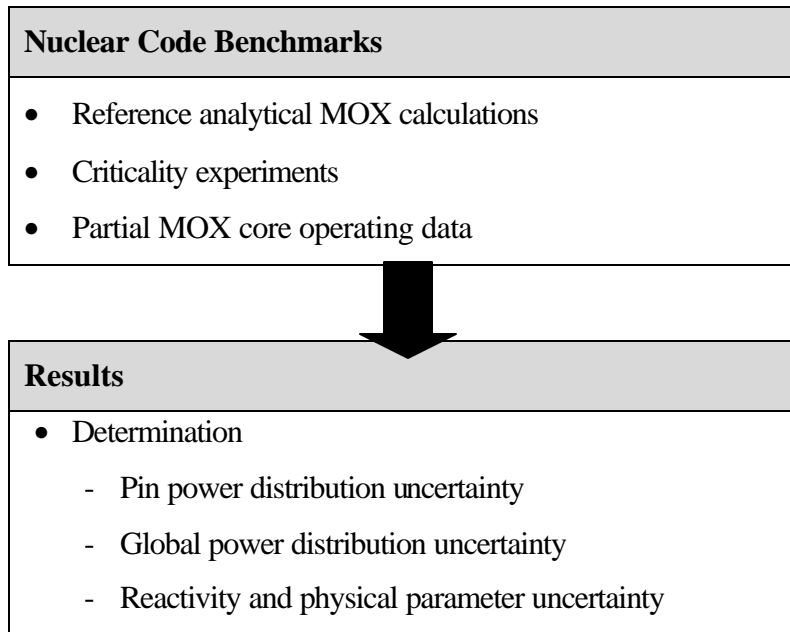 Nuclear Code Benchmarks
• Reference analytical MOX calculations
• Criticality experiments
• Partial MOX core operating data
Results
• Determination
- Pin power distribution uncertainty
- Global power distribution uncertainty
- Reactivity and physical parameter uncertainty